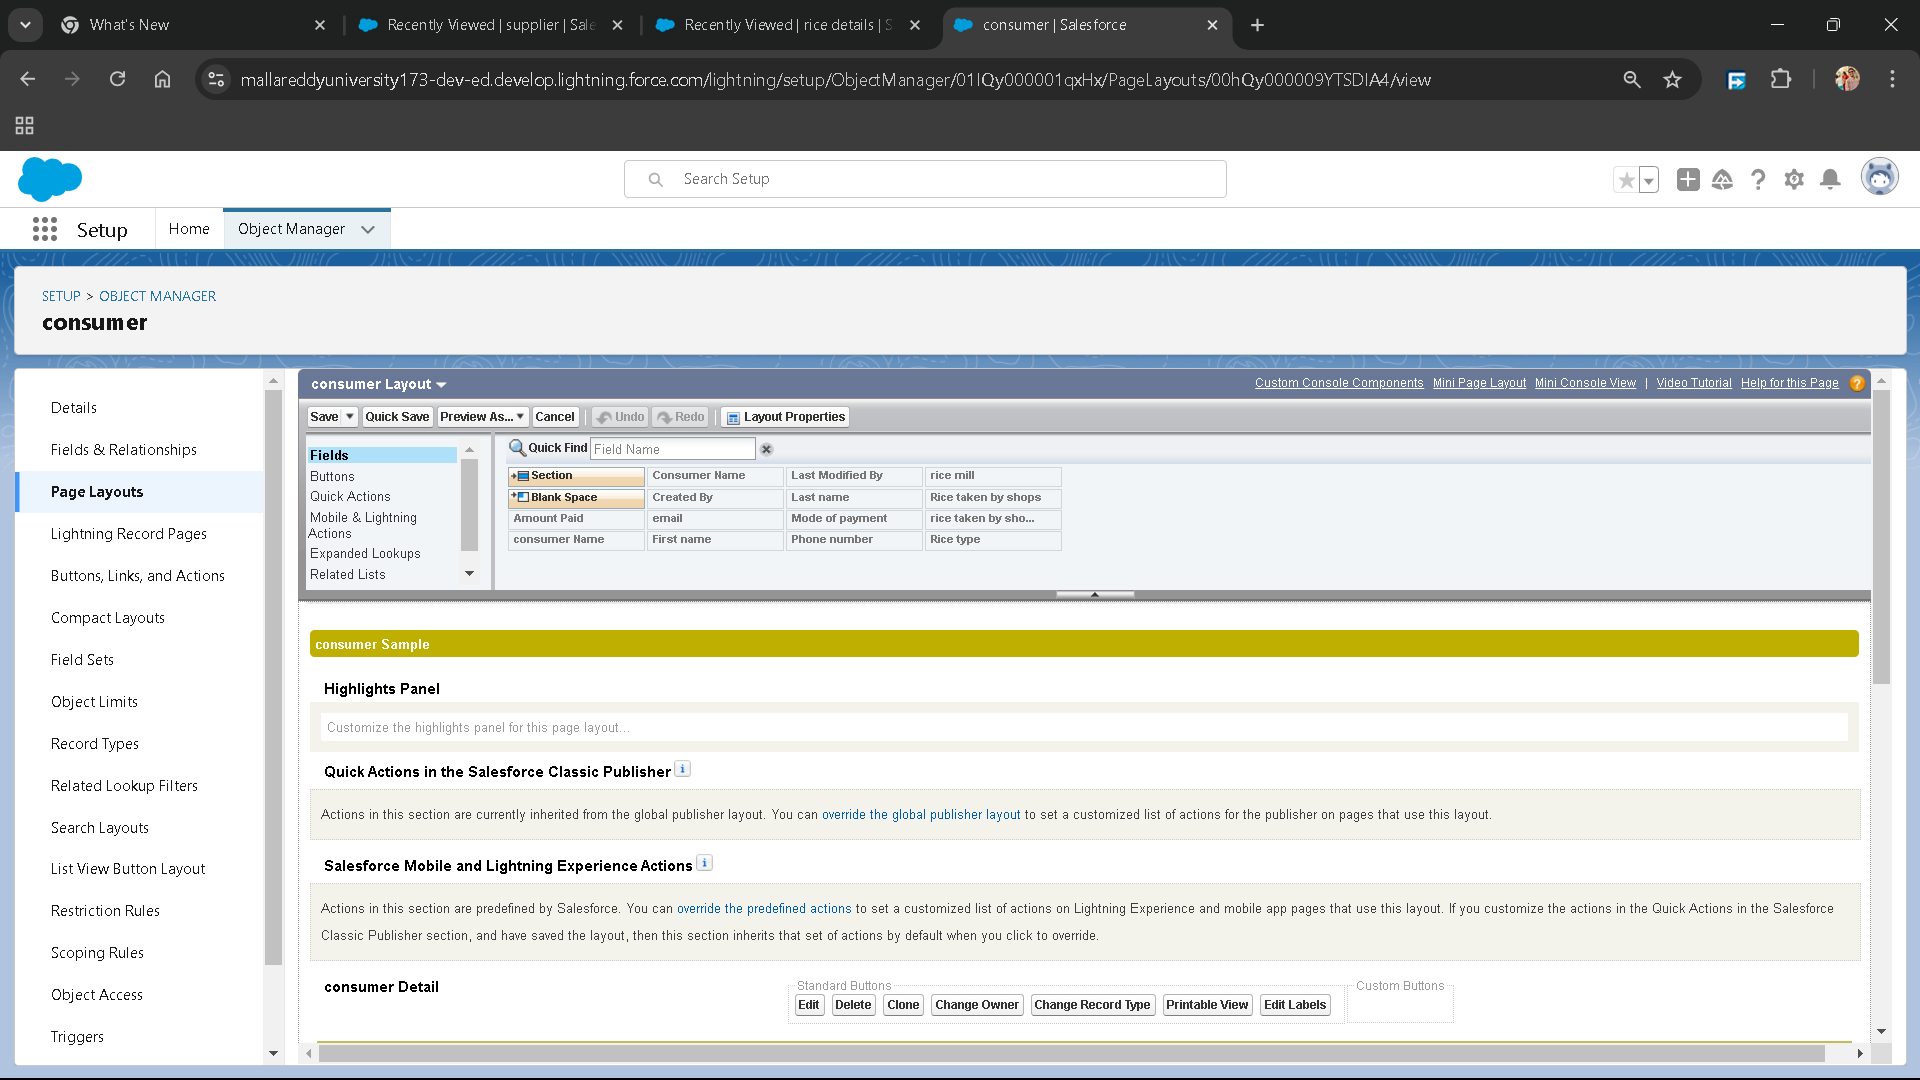 What's New
Recently Viewed | supplier | Sale
Recently Viewed | rice details | S
consumer | Salesforce
mallareddyuniversity173-dev-ed.develop.lightning.force.com/lightning/setup/ObjectManager/01IQy000001qxHx/PageLayouts/00hQy000009YTSDIA4/view
Search Setup
Setup
Home
Object Manager
SETUP > OBJECT MANAGER
consumer
Details
Fields & Relationships
Page Layouts
Lightning Record Pages
Buttons, Links, and Actions
Compact Layouts
Field Sets
Object Limits
Record Types
Related Lookup Filters
Search Layouts
List View Button Layout
Restriction Rules
Scoping Rules
Object Access
Triggers
consumer Layout
Custom Console Components Mini Page Layout Mini Console View | Video Tutorial Help for this Page ?
Save Quick Save Preview As... Cancel Undo Redo Layout Properties
Fields
Buttons
Quick Actions
Mobile & Lightning
Actions
Expanded Lookups
Related Lists
Quick Find Field Name
Section Consumer Name Last Modified By rice mill
Blank Space Created By Last name Rice taken by shops
Amount Paid email Mode of payment rice taken by sho...
consumer Name First name Phone number Rice type
consumer Sample
Highlights Panel
Customize the highlights panel for this page layout...
Quick Actions in the Salesforce Classic Publisher i
Actions in this section are currently inherited from the global publisher layout. You can override the global publisher layout to set a customized list of actions for the publisher on pages that use this layout.
Salesforce Mobile and Lightning Experience Actions i
Actions in this section are predefined by Salesforce. You can override the predefined actions to set a customized list of actions on Lightning Experience and mobile app pages that use this layout. If you customize the actions in the Quick Actions in the Salesforce
Classic Publisher section, and have saved the layout, then this section inherits that set of actions by default when you click to override.
consumer Detail
Standard Buttons
Edit Delete Clone Change Owner Change Record Type Printable View Edit Labels
Custom Buttons